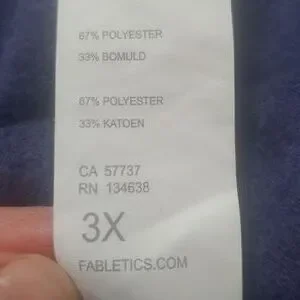 67% POLYESTER
33% BOMULD
67% POLYESTER
33% KATOEN
CA 57737
RN 134638
3X
FABLETICS.COM